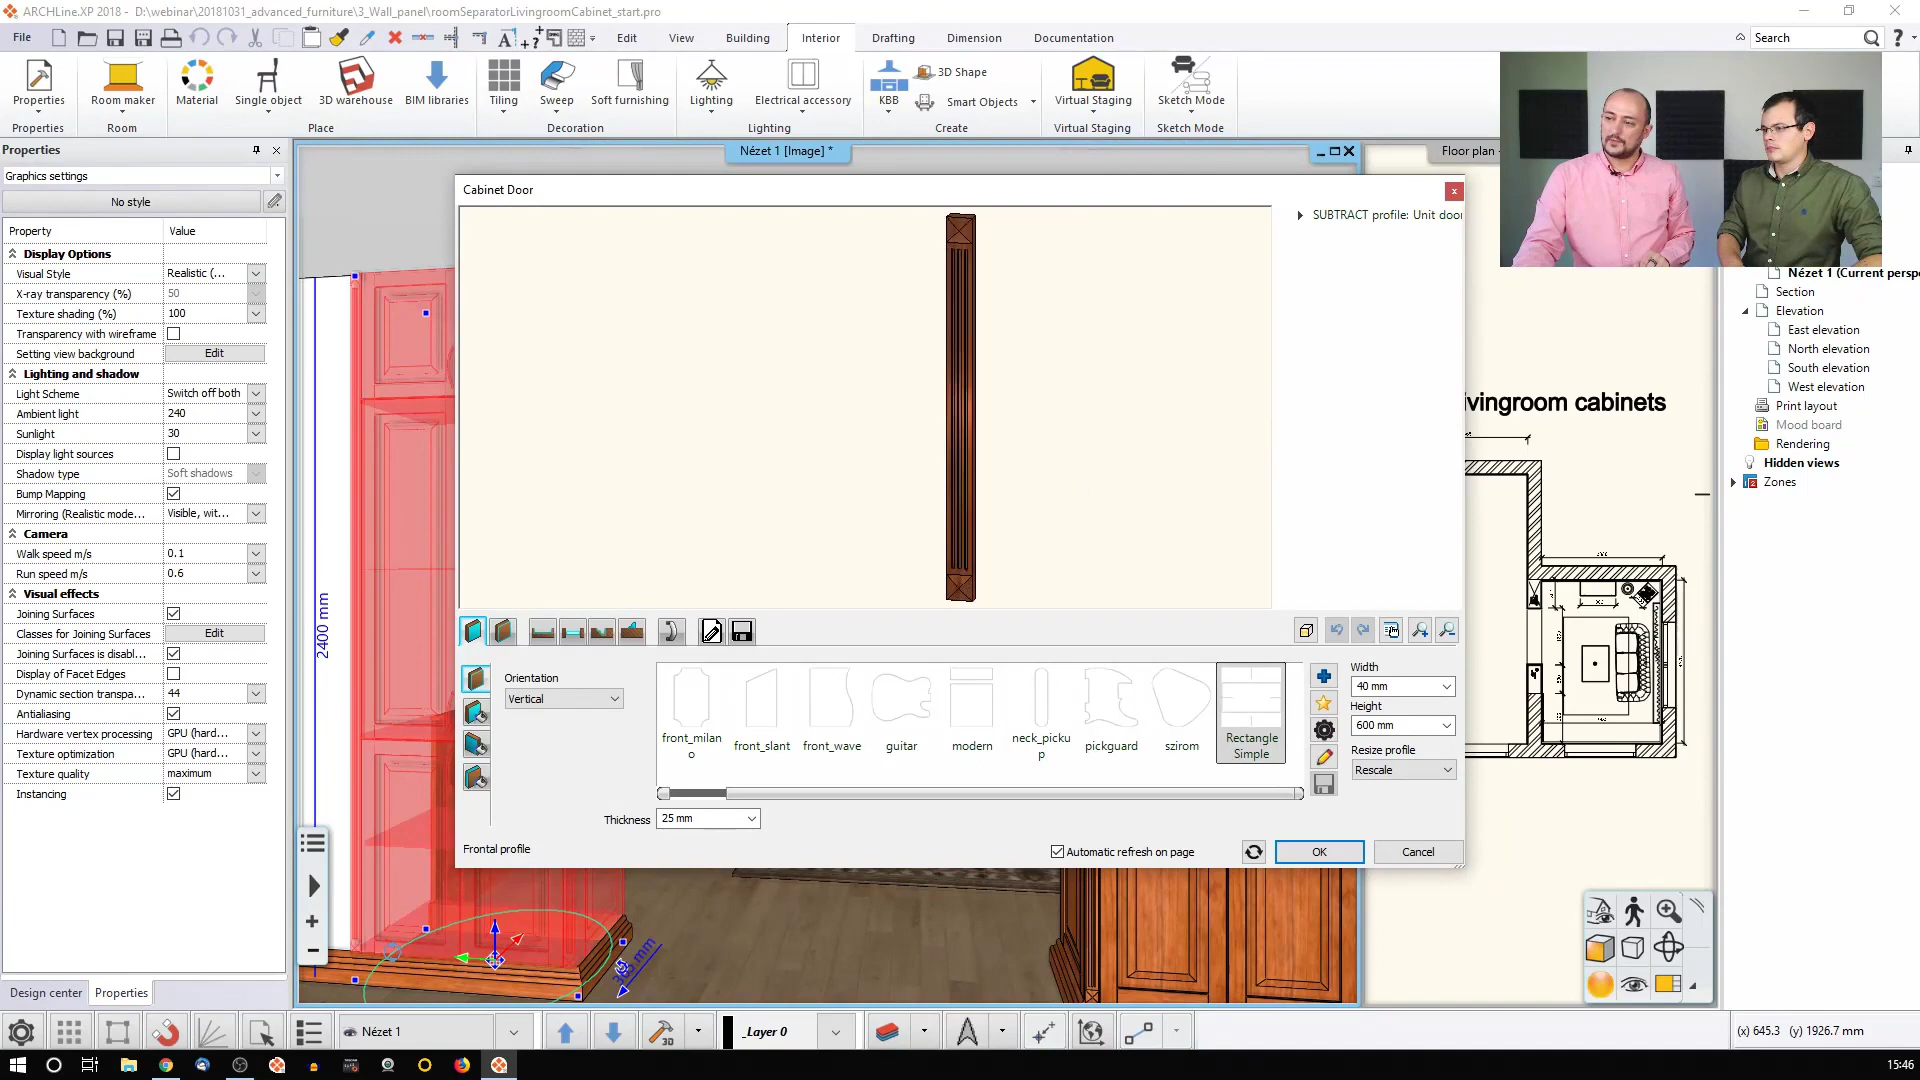 ARCHLine.XP 2018 - D:\webinar\20181031_advanced_furniture\3_Wall_panel\roomSeparatorLivingroomCabinet_start.pro
File
Edit
View
Building
Interior
Drafting
Dimension
Documentation
Search
Properties
Room maker
Material
Single object
3D warehouse
BIM libraries
Tiling
Sweep
Soft furnishing
Lighting
Electrical accessory
KBB
3D Shape
Smart Objects
Virtual Staging
Sketch Mode
Properties
Room
Place
Decoration
Lighting
Create
Virtual Staging
Sketch Mode
Properties
Graphics settings
No style
Property Value
Display Options
Visual Style Realistic (...
X-ray transparency (%) 50
Texture shading (%) 100
Transparency with wireframe
Setting view background Edit
Lighting and shadow
Light Scheme Switch off both
Ambient light 240
Sunlight 30
Display light sources
Shadow type Soft shadows
Bump Mapping
Mirroring (Realistic mode... Visible, wit...
Camera
Walk speed m/s 0.1
Run speed m/s 0.6
Visual effects
Joining Surfaces
Classes for Joining Surfaces Edit
Joining Surfaces is disabl...
Display of Facet Edges
Dynamic section transpa... 44
Antialiasing
Hardware vertex processing GPU (hard...
Texture optimization GPU (hard...
Texture quality maximum
Instancing
Design center
Properties
Nézet 1 [Image] *
Floor plan -
2400 mm
Cabinet Door
SUBTRACT profile: Unit door
Orientation
Vertical
front_milano
front_slant
front_wave
guitar
modern
neck_pickup
pickguard
szirom
Rectangle Simple
Width
40 mm
Height
600 mm
Resize profile
Rescale
Thickness 25 mm
Frontal profile
Automatic refresh on page
OK
Cancel
ivingroom cabinets
Nézet 1 (Current persp
Section
Elevation
East elevation
North elevation
South elevation
West elevation
Print layout
Mood board
Rendering
Hidden views
Zones
Nézet 1
3D
_Layer 0
(x) 645.3 (y) 1926.7 mm
15:46